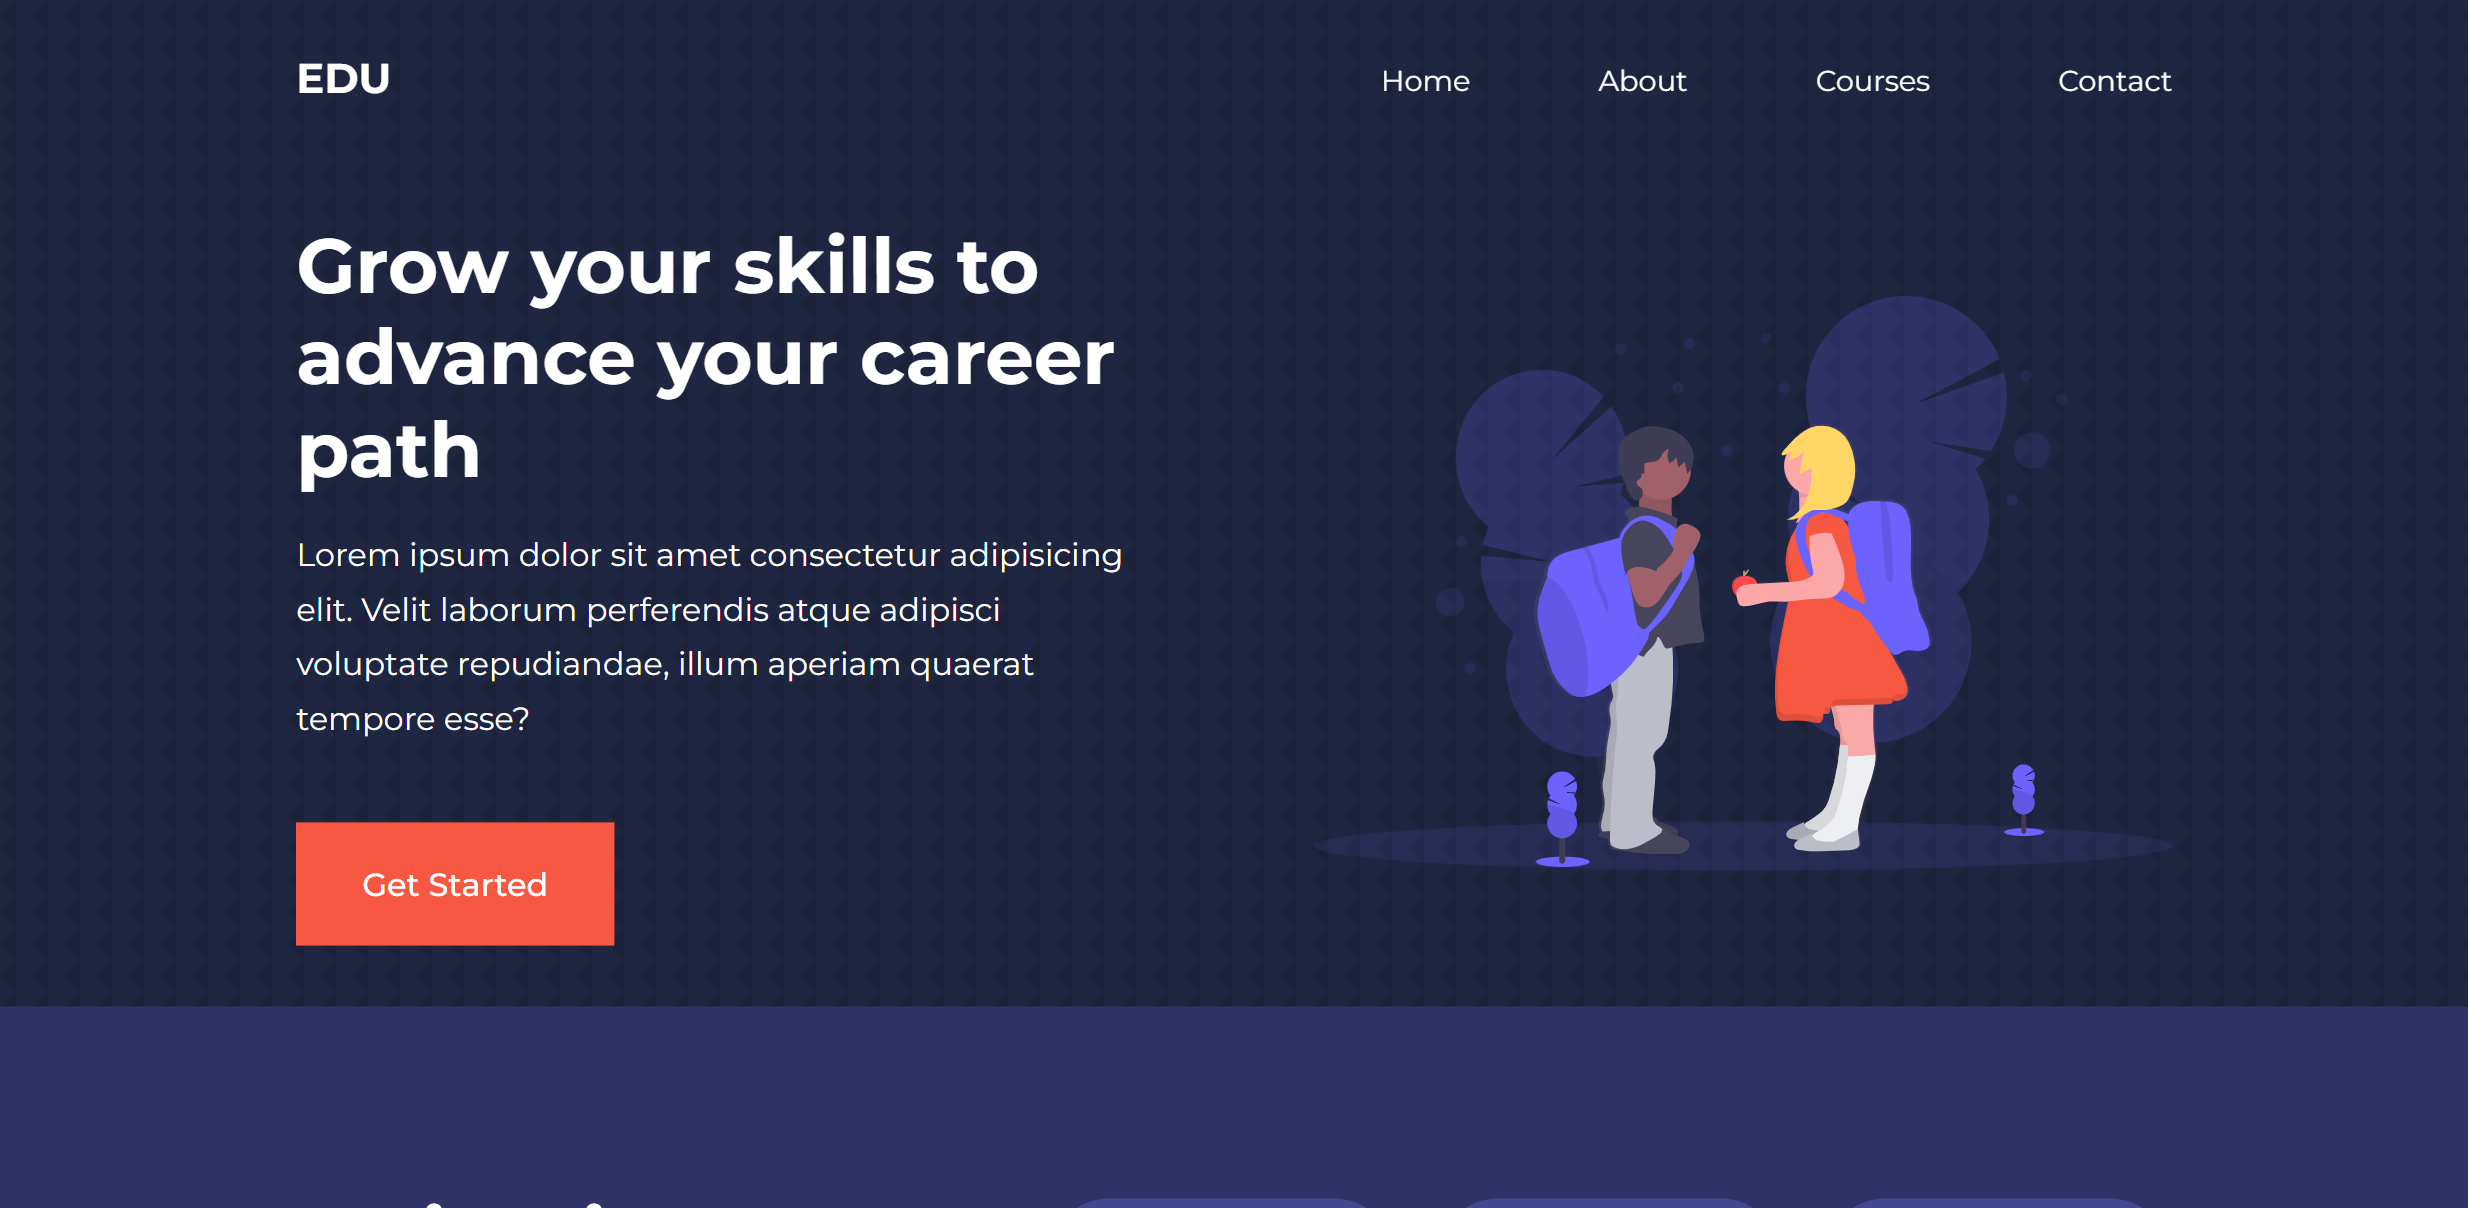 EDU
Home
About
Courses
Contact
Grow your skills to
advance your career
path
Lorem ipsum dolor sit amet consectetur adipisicing
elit. Velit laborum perferendis atque adipisci
voluptate repudiandae, illum aperiam quaerat
tempore esse?
Get Started